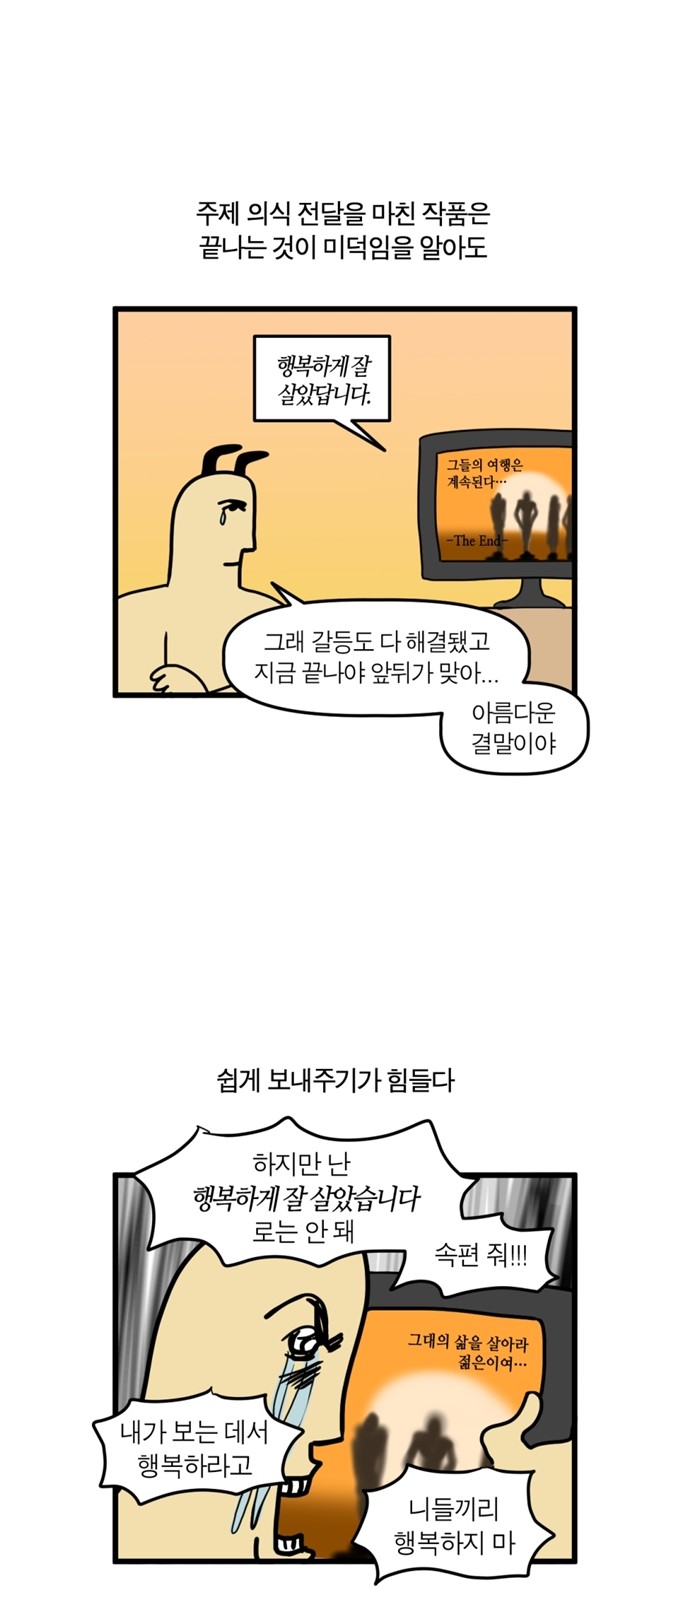 주제 의식 전달을 마친 작품은
끝나는 것이 미덕임을 알아도
행복하게 잘
살았답니다.
그들의 여행은
계속된다…
-The End-
그래 갈등도 다 해결됐고
지금 끝나야 앞뒤가 맞아...
아름다운
결말이야
쉽게 보내주기가 힘들다
하지만 난
행복하게 잘 살았습니다
로는 안 돼
속편 줘!!!
그대의 삶을 살아라
젊은이여…
내가 보는 데서
행복하라고
니들끼리
행복하지 마